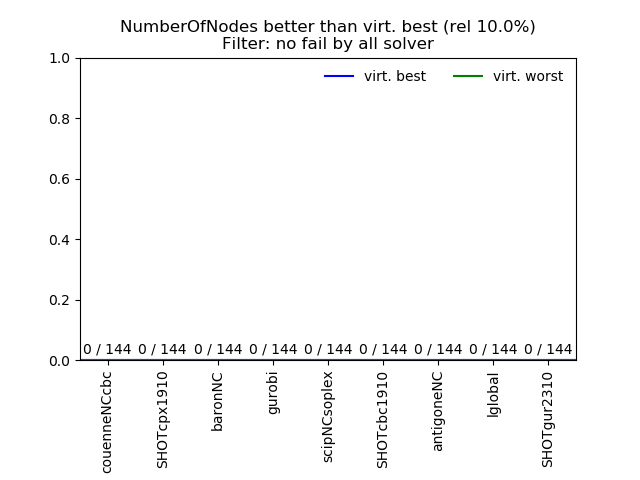 NumberOfNodes better than virt. best (rel 10.0%)
Filter: no fail by all solver
virt. best virt. worst
1.0
0.8
0.6
0.4
0.2
0.0
0 / 144 0 / 144 0 / 144 0 / 144 0 / 144 0 / 144 0 / 144 0 / 144 0 / 144
couenneNCcbc
SHOTcpx1910
baronNC
gurobi
scipNCsoplex
SHOTcbc1910
antigoneNC
lglobal
SHOTgur2310